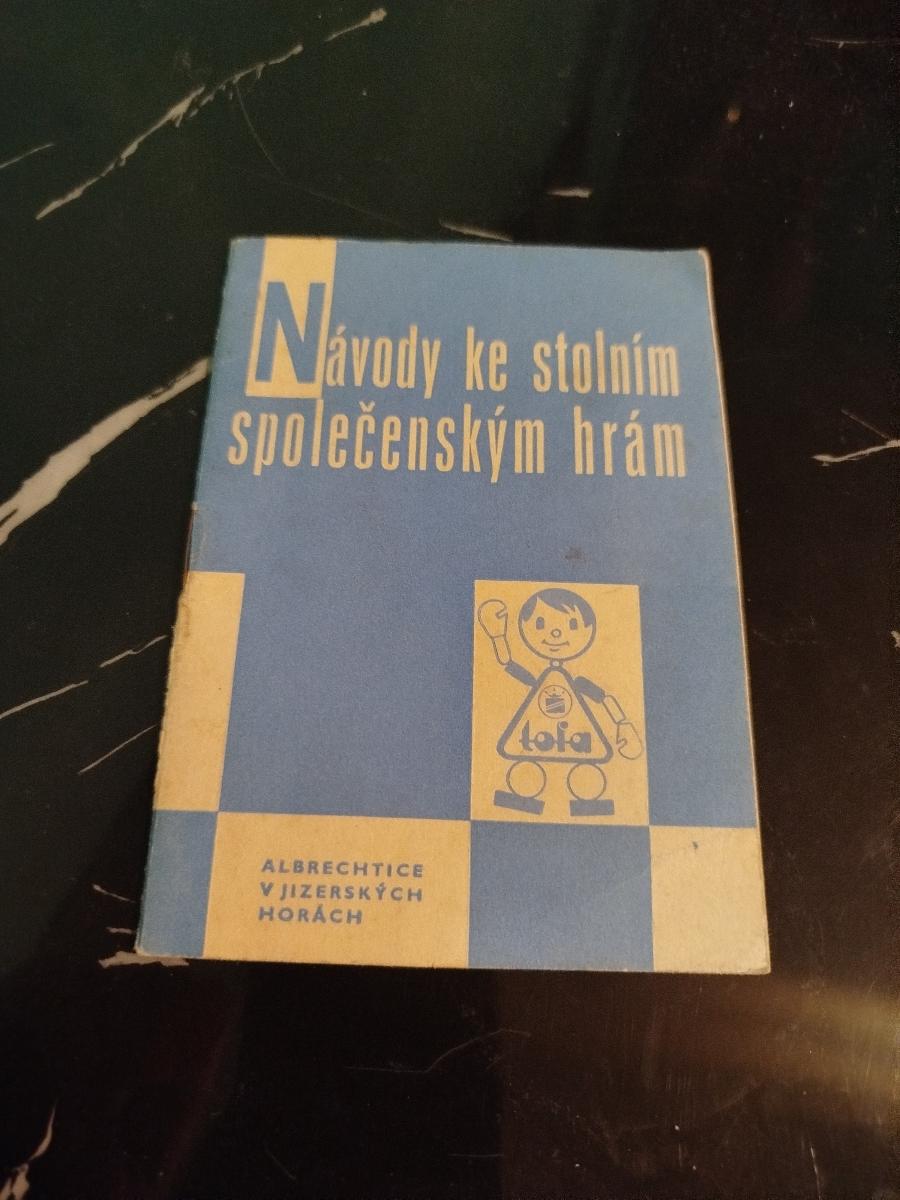 Návody ke stolním
společenským hrám
tofa
ALBRECHTICE
V JIZERSKÝCH
HORÁCH